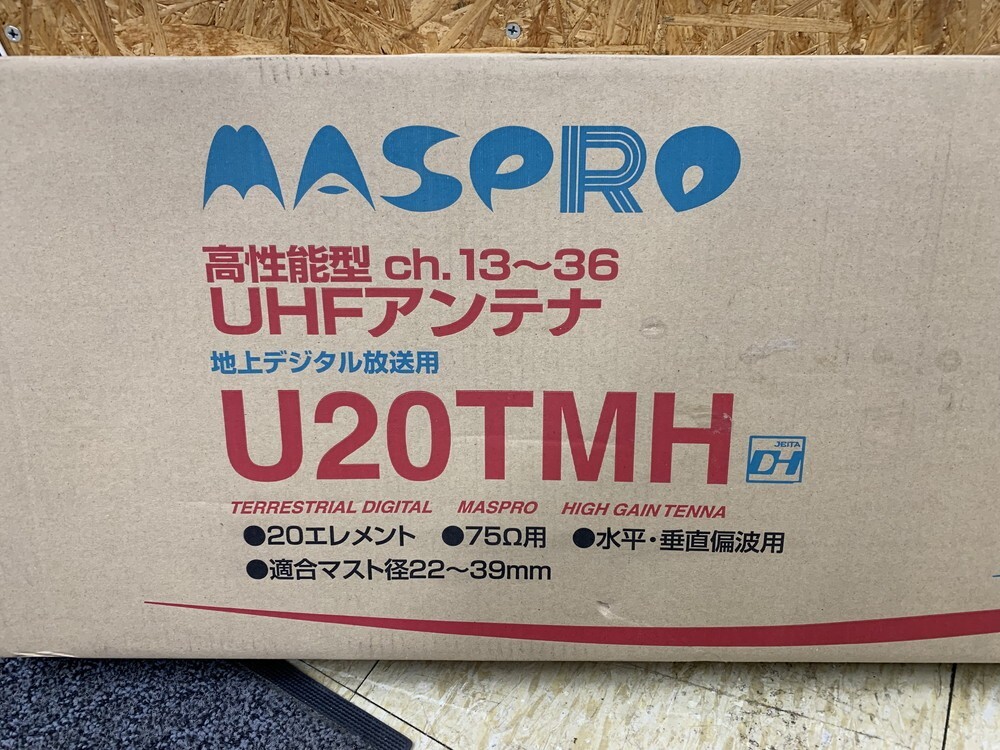 MASPRO
高性能型 ch.13～36
UHFアンテナ
地上デジタル放送用
U20TMH
JEITA
DH
TERRESTRIAL DIGITAL MASPRO HIGH GAIN TENNA
●20エレメント ●75Ω用 ●水平・垂直偏波用
●適合マスト径22～39mm